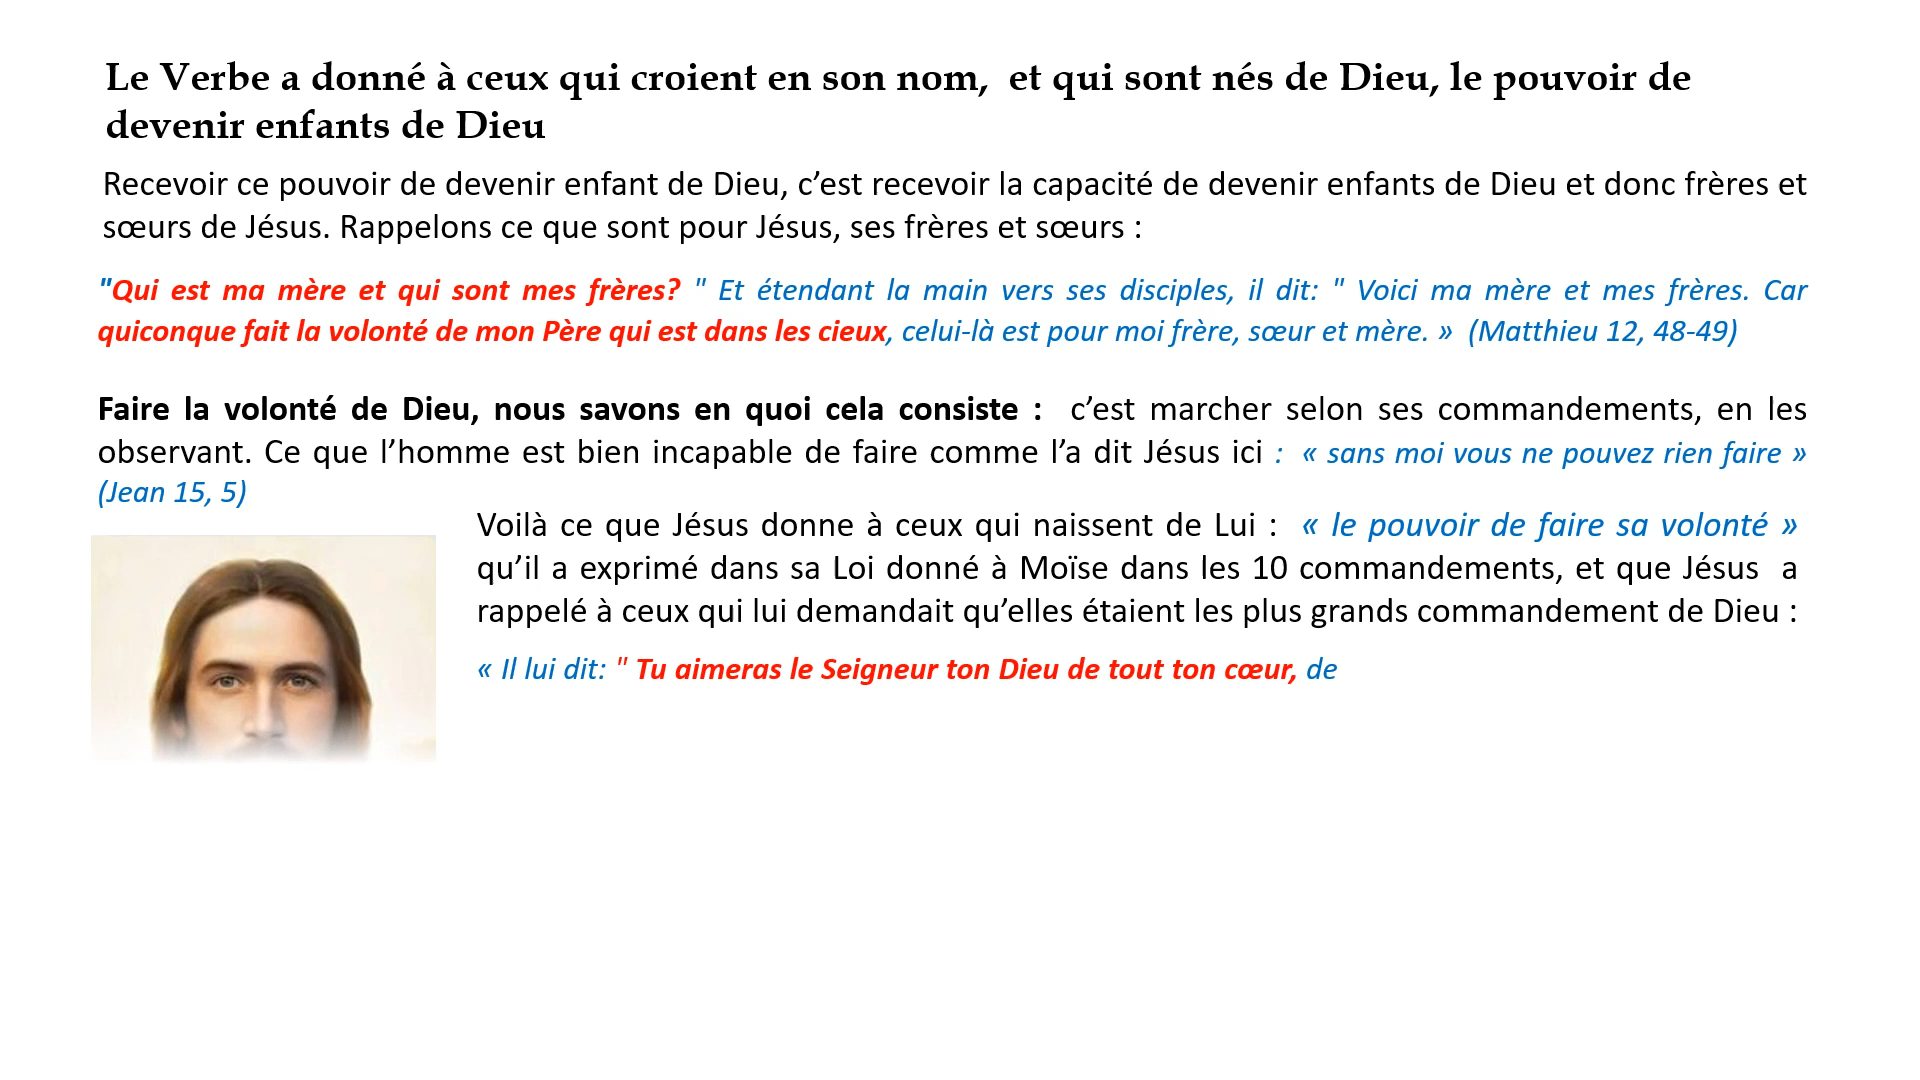 Le Verbe a donné à ceux qui croient en son nom,  et qui sont nés de Dieu, le pouvoir de
devenir enfants de Dieu
Recevoir ce pouvoir de devenir enfant de Dieu, c’est recevoir la capacité de devenir enfants de Dieu et donc frères et
sœurs de Jésus. Rappelons ce que sont pour Jésus, ses frères et sœurs :
"Qui est ma mère et qui sont mes frères? " Et étendant la main vers ses disciples, il dit: " Voici ma mère et mes frères. Car
quiconque fait la volonté de mon Père qui est dans les cieux, celui-là est pour moi frère, sœur et mère. »  (Matthieu 12, 48-49)
Faire la volonté de Dieu, nous savons en quoi cela consiste :  c’est marcher selon ses commandements, en les
observant. Ce que l’homme est bien incapable de faire comme l’a dit Jésus ici :  « sans moi vous ne pouvez rien faire »
(Jean 15, 5)
Voilà ce que Jésus donne à ceux qui naissent de Lui :  « le pouvoir de faire sa volonté »
qu’il a exprimé dans sa Loi donné à Moïse dans les 10 commandements, et que Jésus  a
rappelé à ceux qui lui demandait qu’elles étaient les plus grands commandement de Dieu :
« Il lui dit: " Tu aimeras le Seigneur ton Dieu de tout ton cœur, de